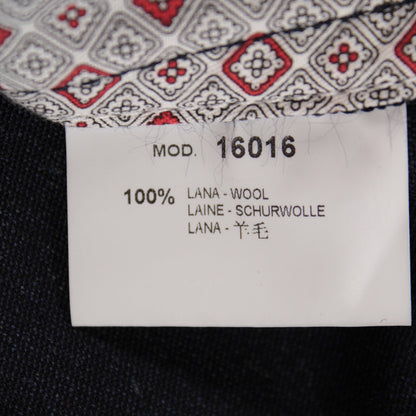 MOD. 16016
100% LANA - WOOL
LAINE - SCHURWOLLE
LANA - 羊毛